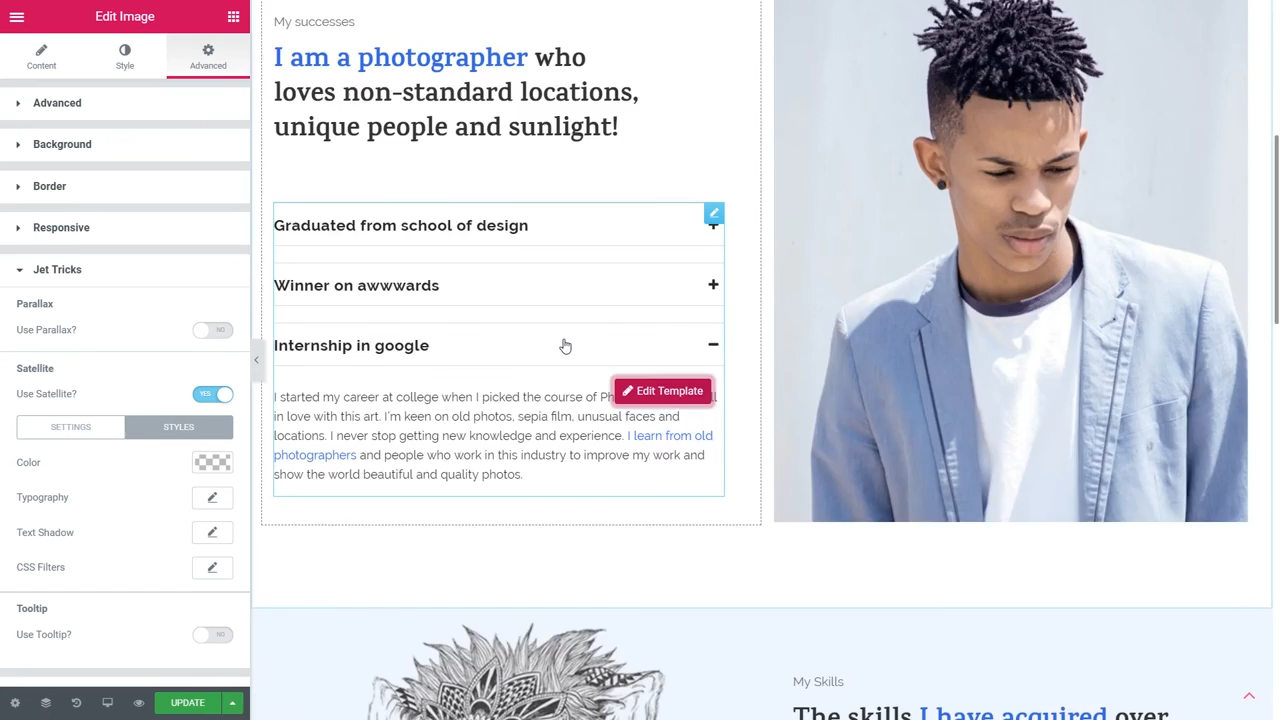 Edit Image
Content
Style
Advanced
Advanced
Background
Border
Responsive
Jet Tricks
Parallax
Use Parallax?
NO
Satellite
Use Satellite?
YES
SETTINGS
STYLES
Color
Typography
Text Shadow
CSS Filters
Tooltip
Use Tooltip?
NO
UPDATE
My successes
I am a photographer who
loves non-standard locations,
unique people and sunlight!
Graduated from school of design
Winner on awwwards
Internship in google
Edit Template
I started my career at college when I picked the course of
in love with this art. I'm keen on old photos, sepia film, unusual faces and
locations. I never stop getting new knowledge and experience. I learn from old
photographers and people who work in this industry to improve my work and
show the world beautiful and quality photos.
My Skills
The skills I have acquired over